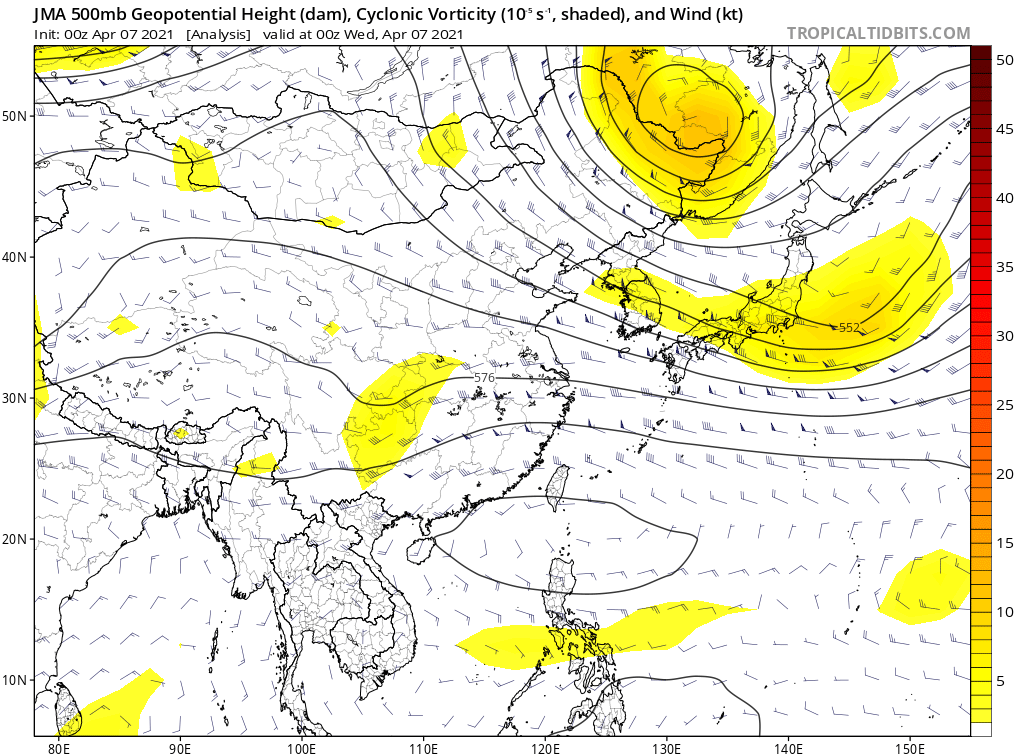 JMA 500mb Geopotential Height (dam), Cyclonic Vorticity (10⁻⁵ s⁻¹, shaded), and Wind (kt)
Init: 00z Apr 07 2021 [Analysis] valid at 00z Wed, Apr 07 2021
TROPICALTIDBITS.COM
50N
40N
30N
20N
10N
552
576
50
45
40
35
30
25
20
15
10
5
80E 90E 100E 110E 120E 130E 140E 150E